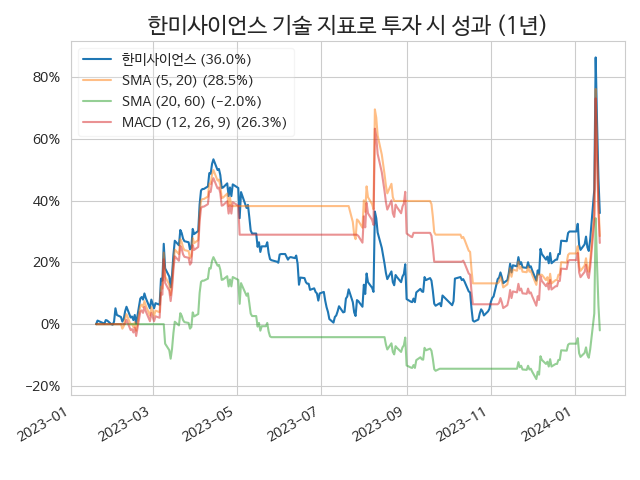 한미사이언스 기술 지표로 투자 시 성과 (1년)
한미사이언스 (36.0%)
SMA (5, 20) (28.5%)
SMA (20, 60) (−2.0%)
MACD (12, 26, 9) (26.3%)
80%
60%
40%
20%
0%
−20%
2023-01
2023-03
2023-05
2023-07
2023-09
2023-11
2024-01